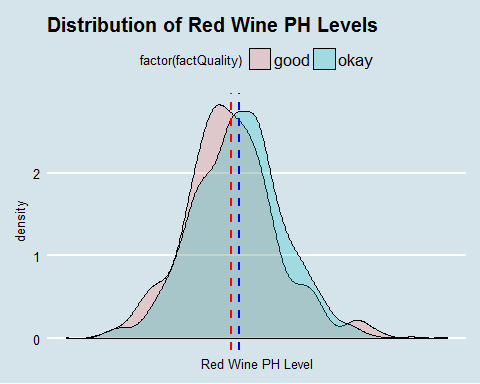 Distribution of Red Wine PH Levels
factor(factQuality) good okay
density
2
1
0
Red Wine PH Level